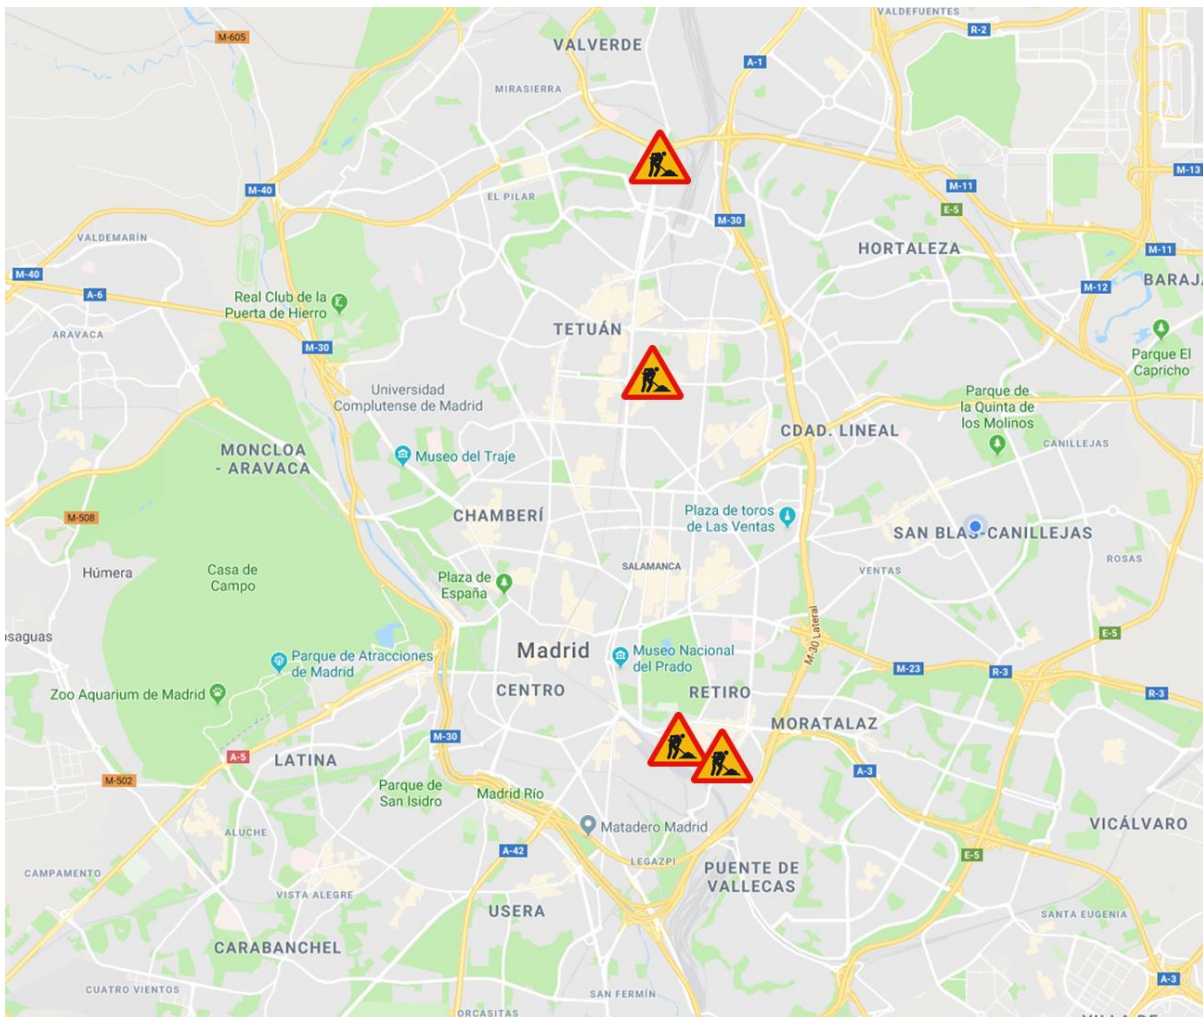 VALDEFUENTES
M-605
R-2
VALVERDE
A-1
MIRASIERRA
M-13
M-40
EL PILAR
M-11
E-5
M-30
VALDEMARÍN
HORTALEZA
M-11
M-40
BARAJA
A-6
M-12
Real Club de la
Puerta de Hierro
TETUÁN
ARAVACA
M-30
Parque El
Capricho
Universidad
Complutense de Madrid
Parque de
la Quinta de
los Molinos
CDAD. LINEAL
CANILLEJAS
MONCLOA
- ARAVACA
Museo del Traje
CHAMBERÍ
Plaza de toros
de Las Ventas
M-508
SAN BLAS-CANILLEJAS
ROSAS
Húmera
Casa de
Campo
Plaza de
España
SALAMANCA
VENTAS
osaguas
M-30 Lateral
E-5
Madrid
Museo Nacional
del Prado
Parque de Atracciones
de Madrid
M-23
R-3
R-3
Zoo Aquarium de Madrid
CENTRO
RETIRO
MORATALAZ
M-30
A-5
LATINA
A-3
M-502
Parque de
San Isidro
Madrid Río
Matadero Madrid
VICÁLVARO
ALUCHE
A-42
LEGAZPI
E-5
CAMPAMENTO
PUENTE DE
VALLECAS
VISTA ALEGRE
USERA
SANTA EUGENIA
CARABANCHEL
A-3
CUATRO VIENTOS
SAN FERMÍN
ORCASITAS
VILLA DE